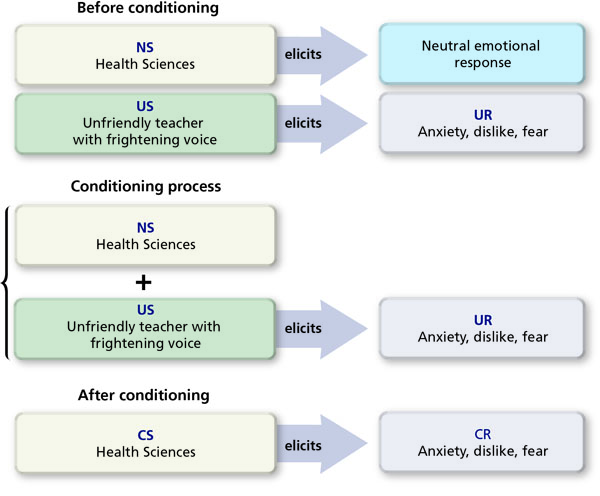 Before conditioning
NS
Health Sciences
elicits
Neutral emotional
response
US
Unfriendly teacher
with frightening voice
elicits
UR
Anxiety, dislike, fear
Conditioning process
NS
Health Sciences
+
US
Unfriendly teacher with
frightening voice
elicits
UR
Anxiety, dislike, fear
After conditioning
CS
Health Sciences
elicits
CR
Anxiety, dislike, fear